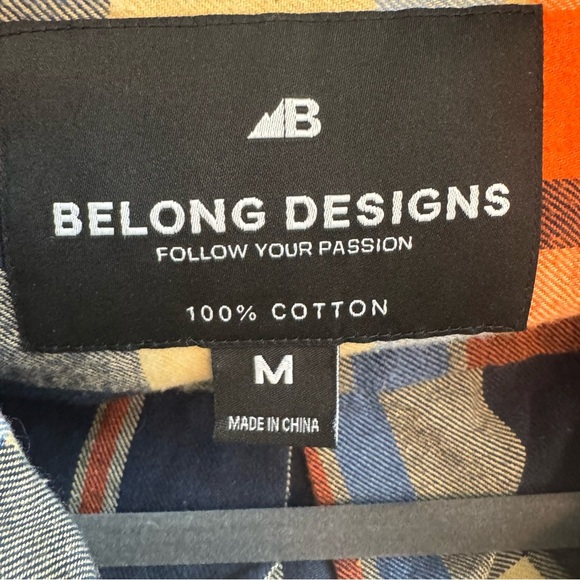 B
BELONG DESIGNS
FOLLOW YOUR PASSION
100% COTTON
M
MADE IN CHINA